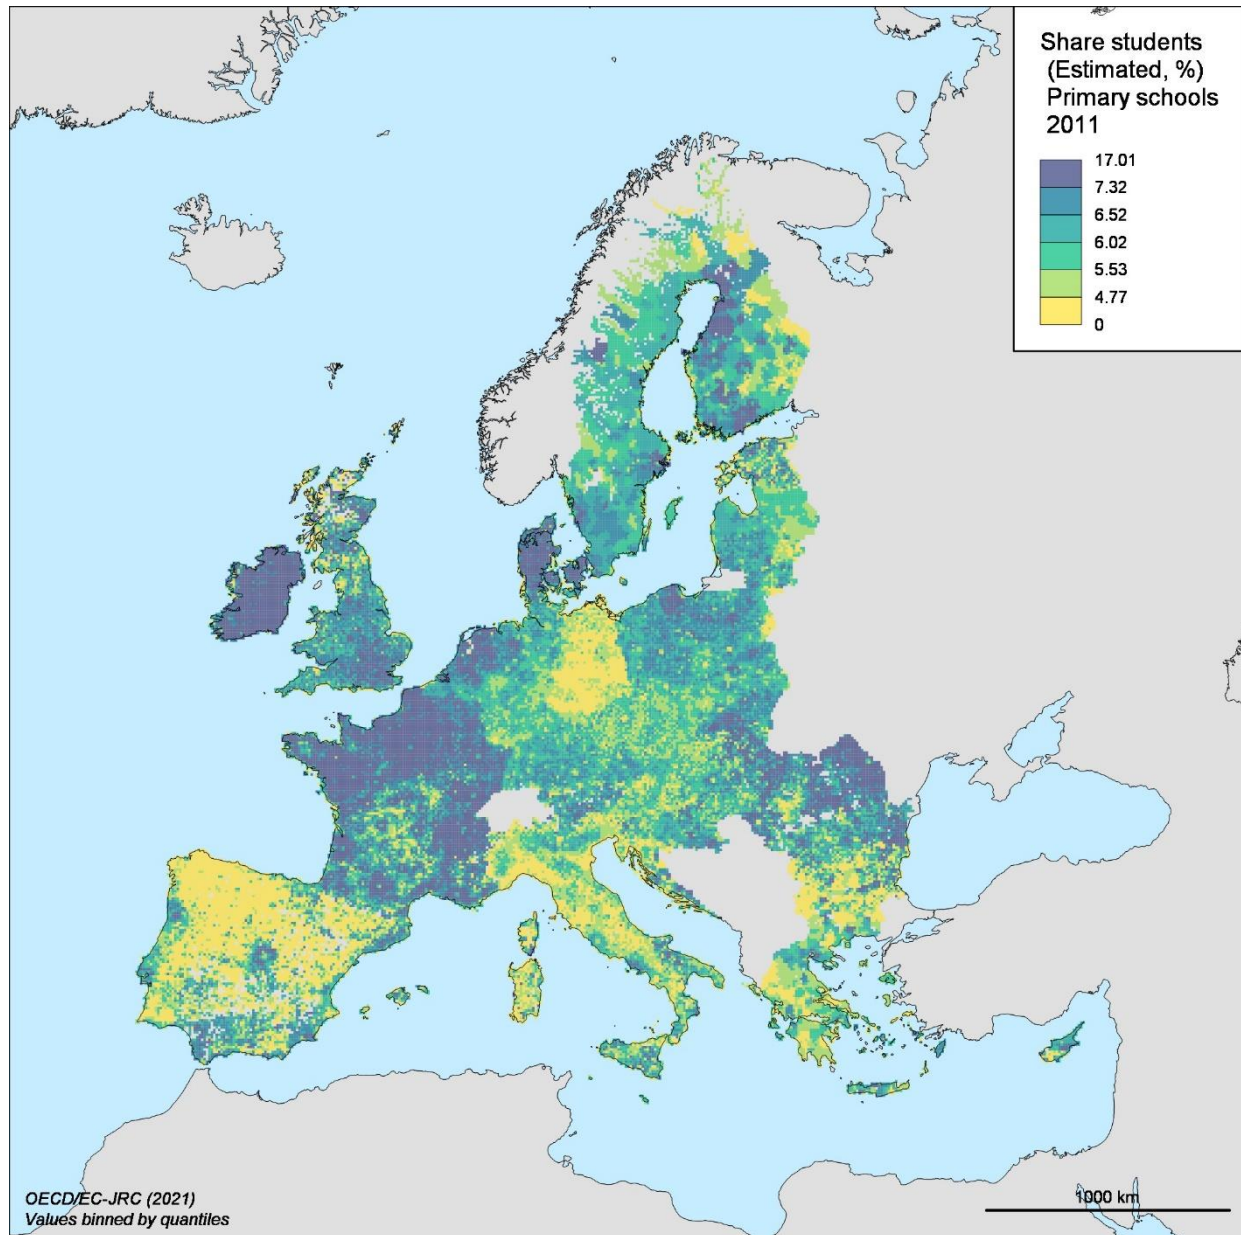 Share students
(Estimated, %)
Primary schools
2011
17.01
7.32
6.52
6.02
5.53
4.77
0
OECD/EC-JRC (2021)
Values binned by quantiles
1000 km